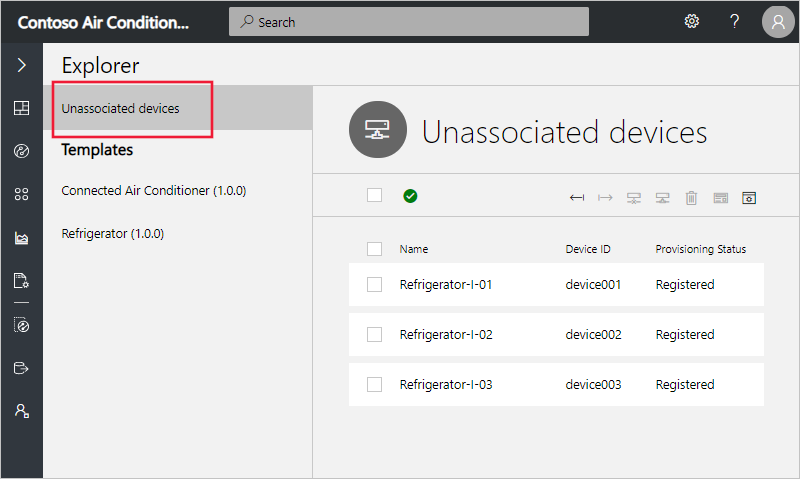 Contoso Air Condition...
Search
?
Explorer
Unassociated devices
Templates
Connected Air Conditioner (1.0.0)
Refrigerator (1.0.0)
Unassociated devices
Name Device ID Provisioning Status
Refrigerator-I-01 device001 Registered
Refrigerator-I-02 device002 Registered
Refrigerator-I-03 device003 Registered